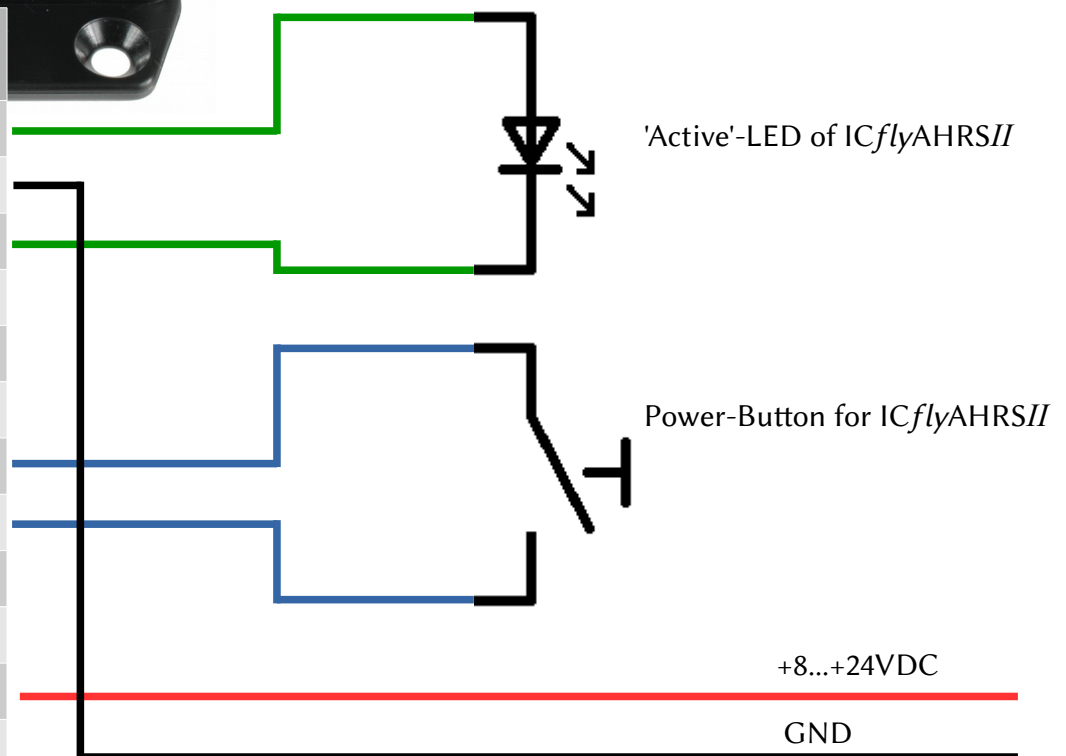 'Active'-LED of ICflyAHRSII
Power-Button for ICflyAHRSII
+8...+24VDC
GND